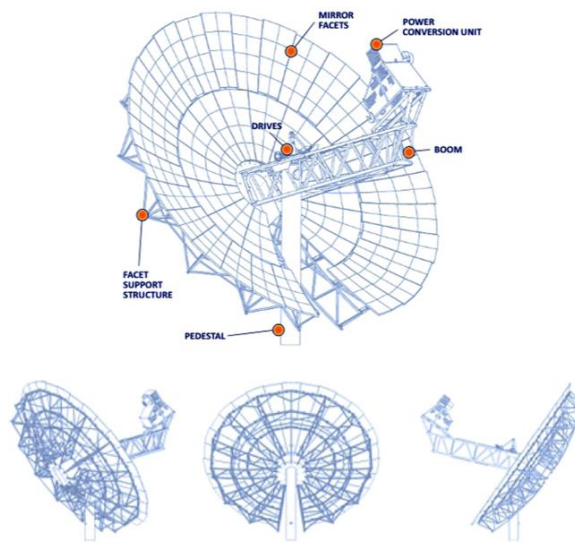 MIRROR
FACETS
POWER
CONVERSION UNIT
DRIVES
BOOM
FACET
SUPPORT
STRUCTURE
PEDESTAL